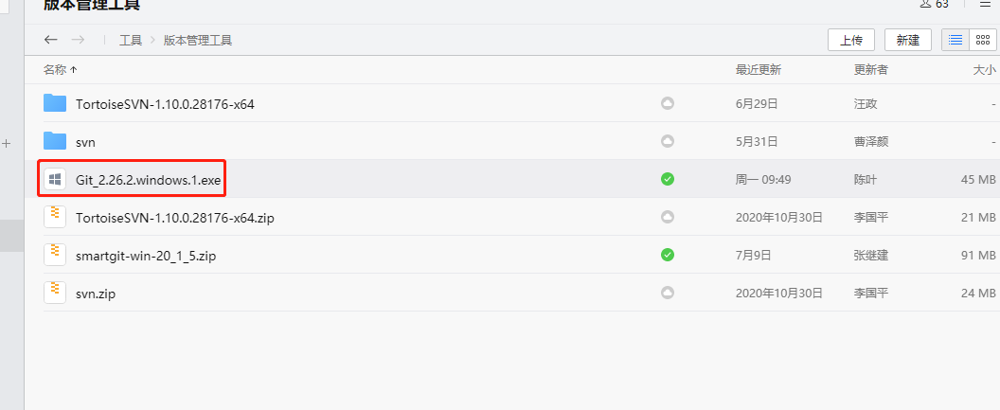 版本管理工具
63
工具 版本管理工具
上传 新建
名称 最近更新 更新者 大小
TortoiseSVN-1.10.0.28176-x64 6月29日 汪政 -
svn 5月31日 曹泽颜 -
Git_2.26.2.windows.1.exe 周一 09:49 陈叶 45 MB
TortoiseSVN-1.10.0.28176-x64.zip 2020年10月30日 李国平 21 MB
smartgit-win-20_1_5.zip 7月9日 张继建 91 MB
svn.zip 2020年10月30日 李国平 24 MB